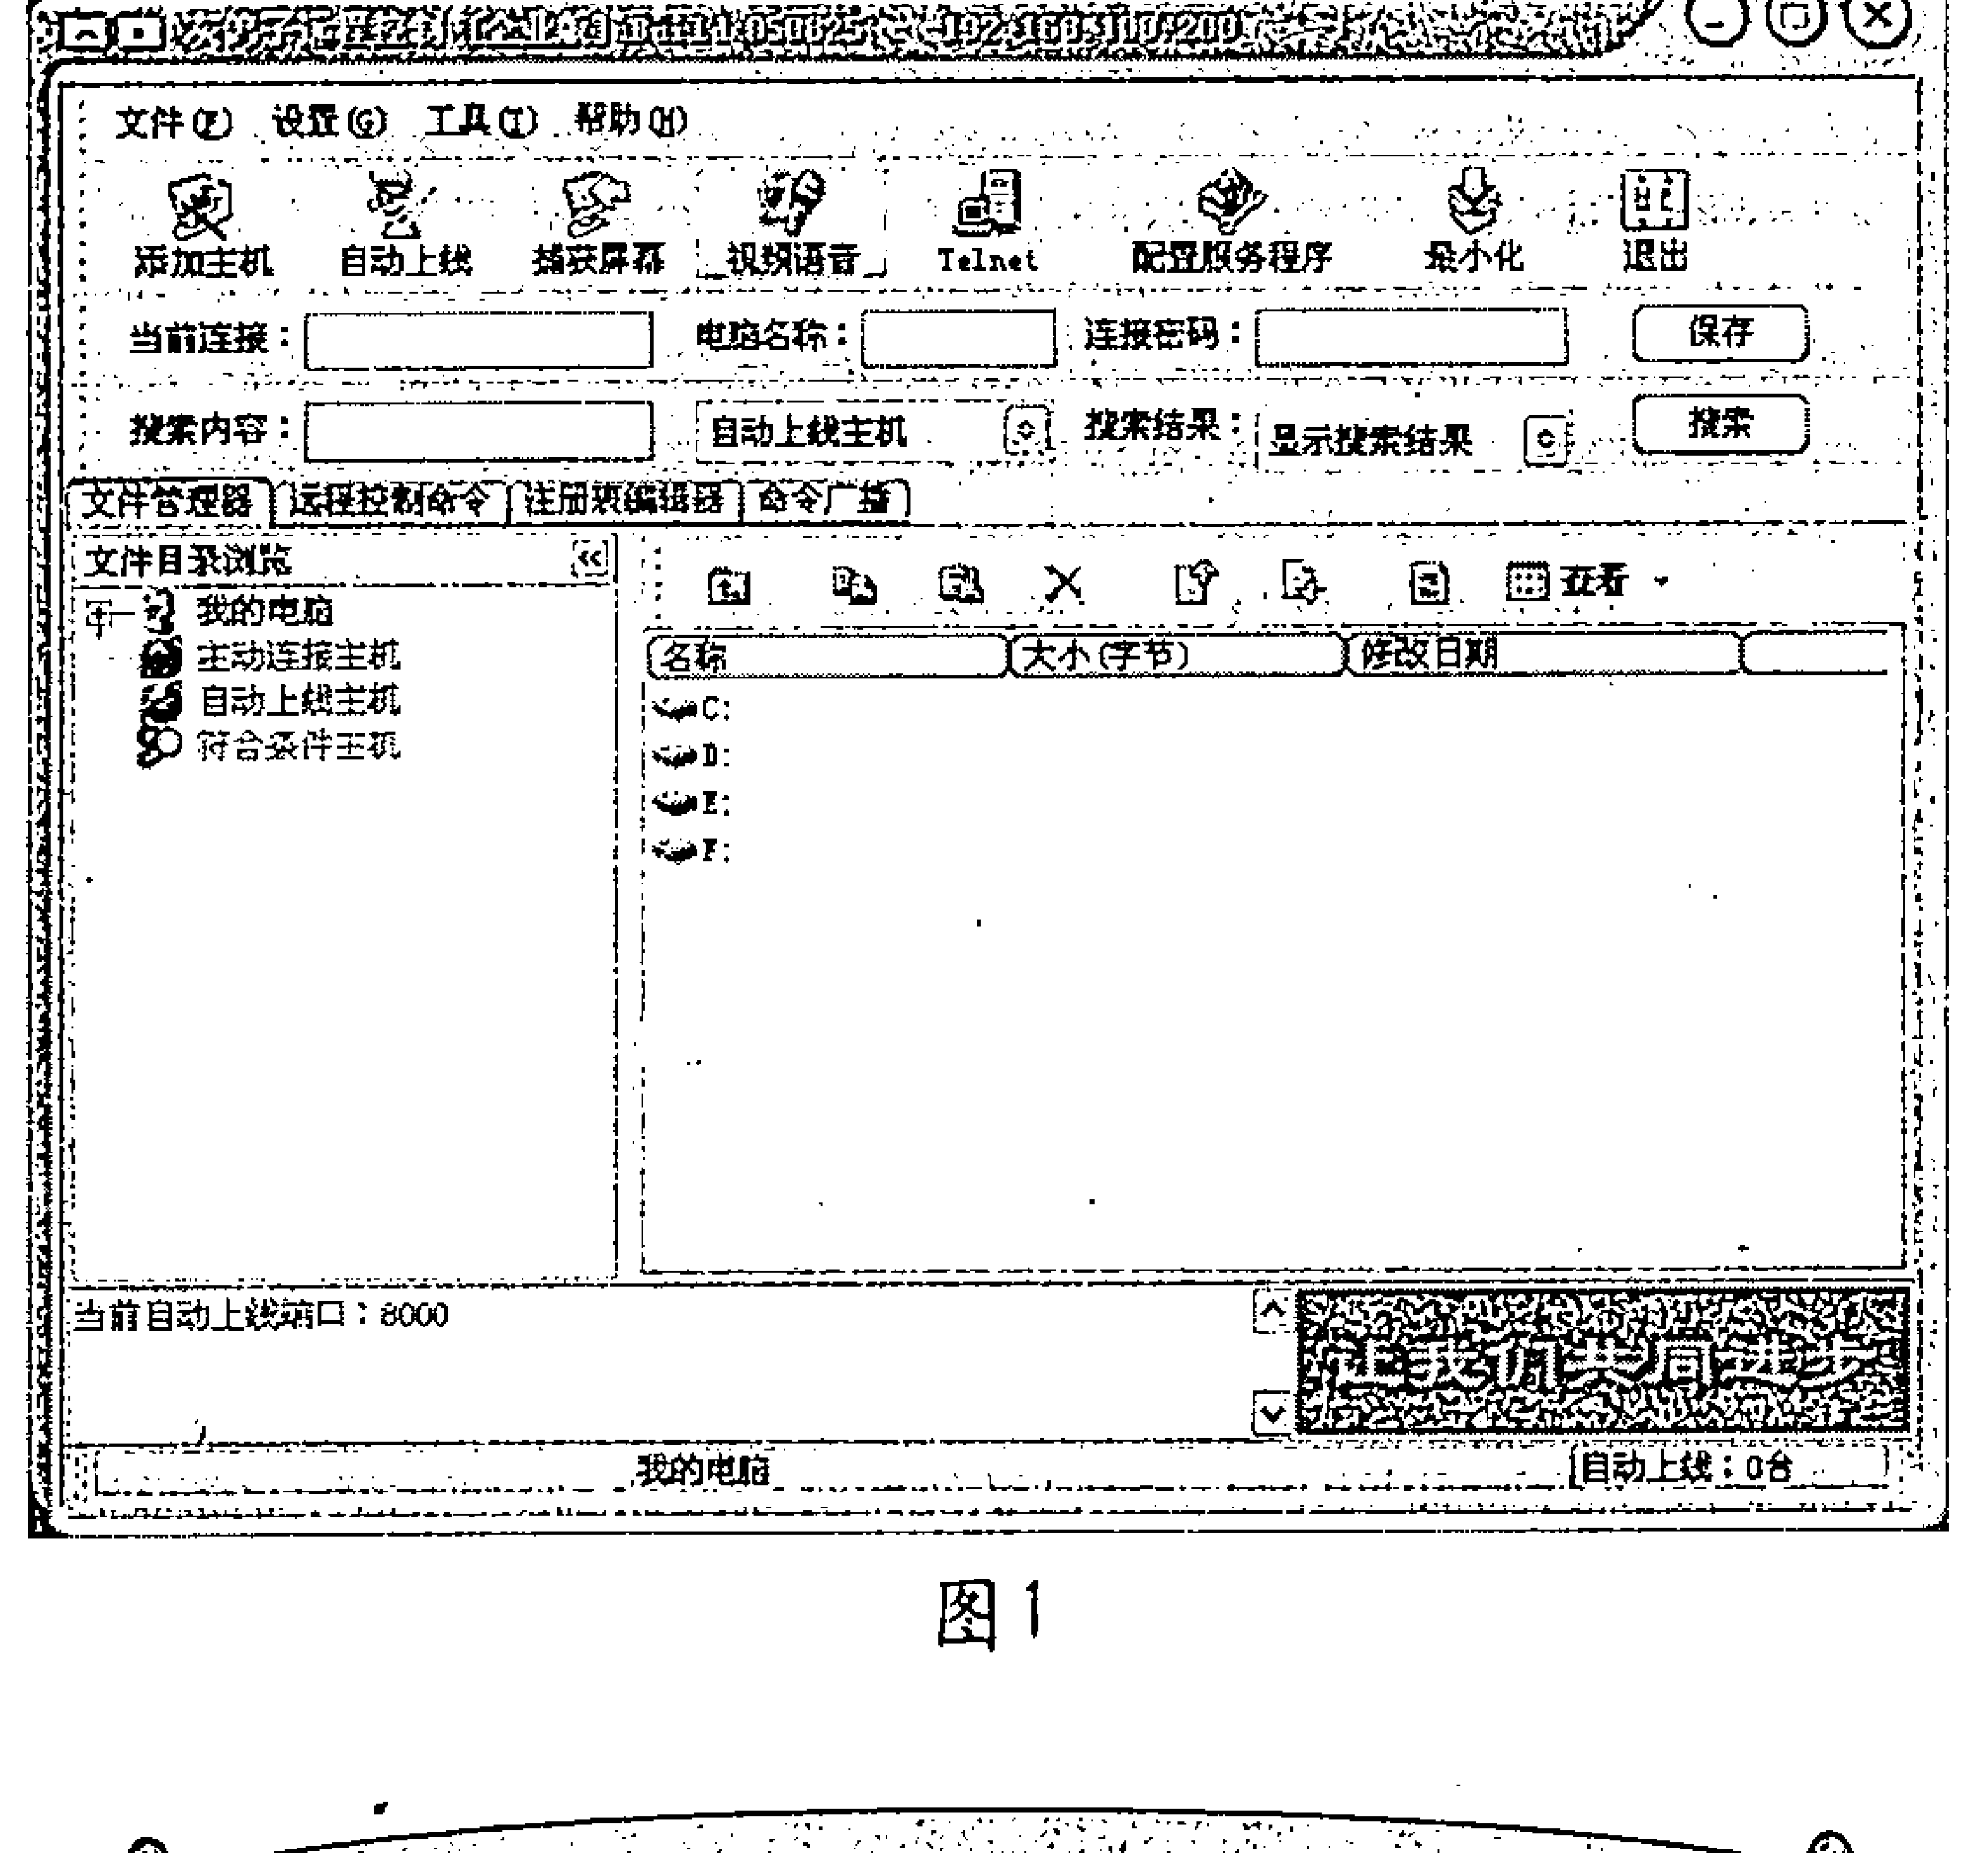 文件(F) 设置(G) 工具(T) 帮助(H)
添加主机 自动上线 捕获屏幕 视频语音 Telnet 配置服务程序 最小化 退出
当前连接： 电脑名称： 连接密码： 保存
搜索内容： 自动上线主机 搜索结果： 显示搜索结果 搜索
文件管理器 远程控制命令 注册表编辑器 命令广播
文件目录浏览 查看
我的电脑
主动连接主机
自动上线主机
符合条件主机
名称 大小(字节) 修改日期
C:
D:
E:
F:
当前自动上线端口：8000
让我们共同进步
我的电脑 自动上线：0台
图1